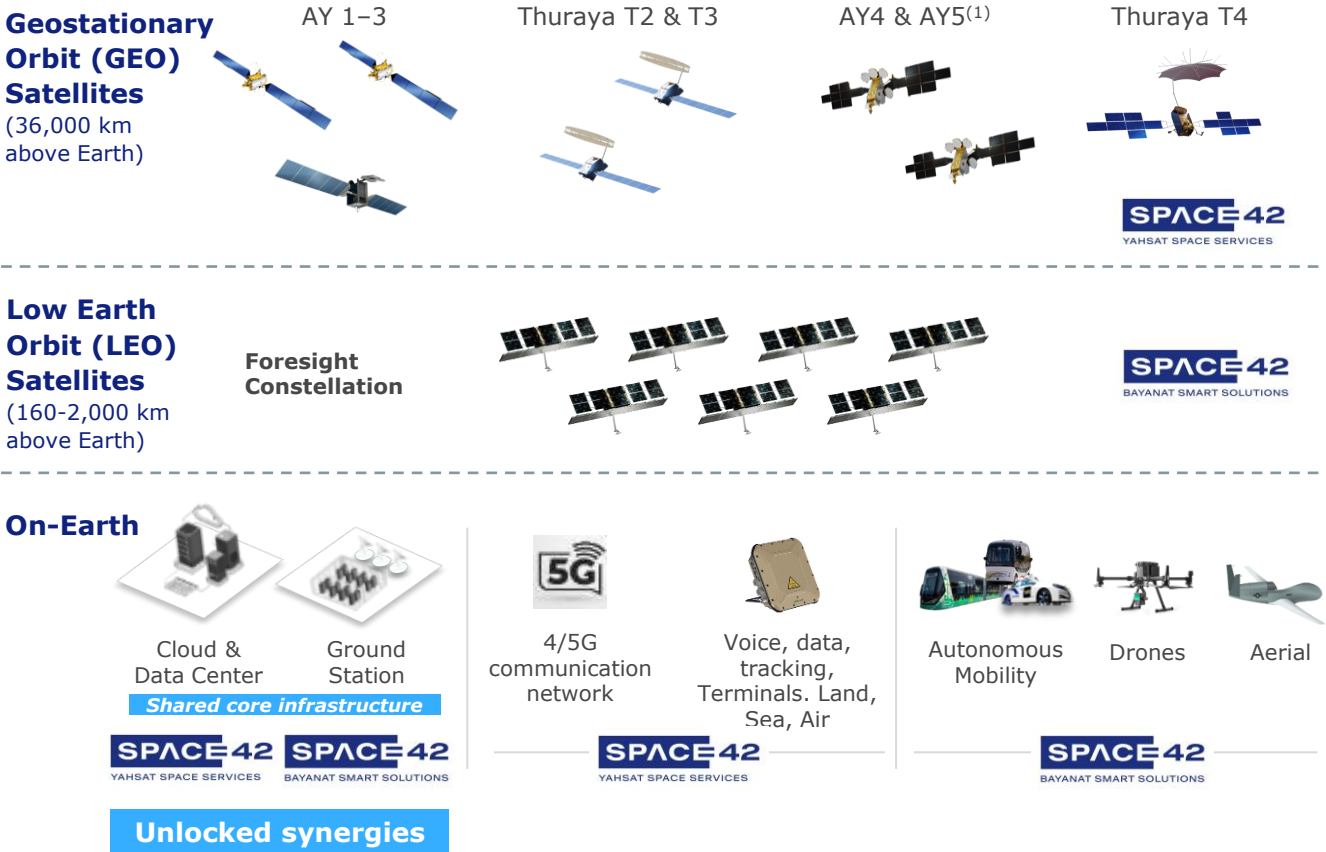 Geostationary
Orbit (GEO)
Satellites
(36,000 km
above Earth)
AY 1–3
Thuraya T2 & T3
AY4 & AY5(1)
Thuraya T4
SPACE42
YAHSAT SPACE SERVICES
Low Earth
Orbit (LEO)
Satellites
(160-2,000 km
above Earth)
Foresight
Constellation
SPACE42
BAYANAT SMART SOLUTIONS
On-Earth
Cloud &
Data Center
Ground
Station
Shared core infrastructure
SPACE42
YAHSAT SPACE SERVICES
SPACE42
BAYANAT SMART SOLUTIONS
Unlocked synergies
5G
4/5G
communication
network
Voice, data,
tracking,
Terminals. Land,
Sea, Air
SPACE42
YAHSAT SPACE SERVICES
Autonomous
Mobility
Drones
Aerial
SPACE42
BAYANAT SMART SOLUTIONS